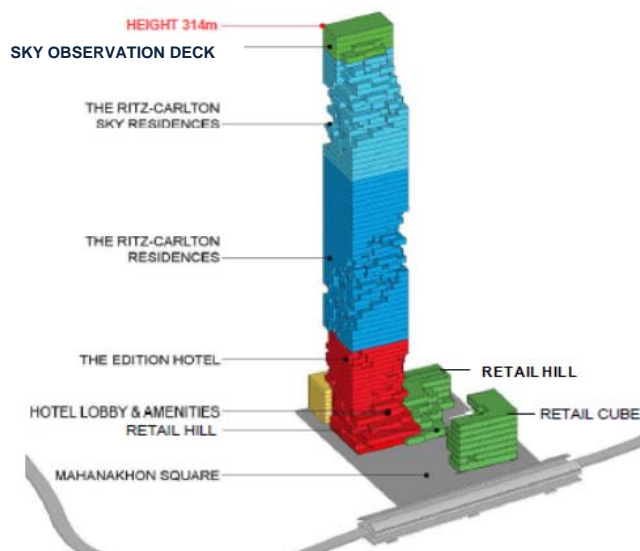 HEIGHT 314m
SKY OBSERVATION DECK
THE RITZ-CARLTON
SKY RESIDENCES
THE RITZ-CARLTON
RESIDENCES
THE EDITION HOTEL
RETAIL HILL
HOTEL LOBBY & AMENITIES
RETAIL CUBE
RETAIL HILL
MAHANAKHON SQUARE